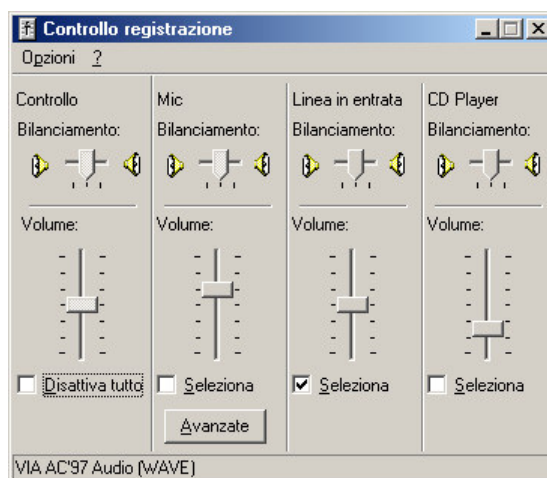 Controllo registrazione
Opzioni ?
Controllo Mic Linea in entrata CD Player
Bilanciamento: Bilanciamento: Bilanciamento: Bilanciamento:
Volume: Volume: Volume: Volume:
Disattiva tutto Seleziona Seleziona Seleziona
Avanzate
VIA AC'97 Audio (WAVE)